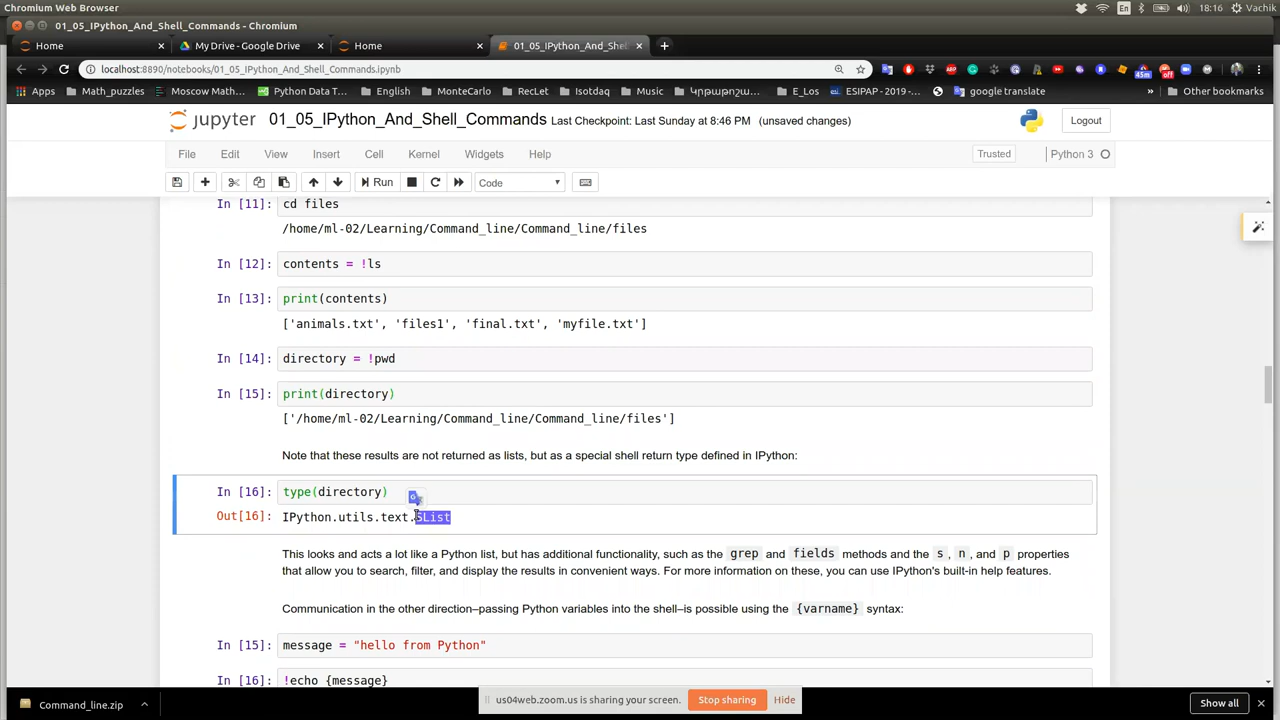 Chromium Web Browser
En
18:16
Vachik
01_05_IPython_And_Shell_Commands - Chromium
Home
My Drive - Google Drive
Home
01_05_IPython_And_Shel
localhost:8890/notebooks/01_05_IPython_And_Shell_Commands.ipynb
45m
off
Apps
Math_puzzles
Moscow Math...
Python Data T...
English
MonteCarlo
RecLet
Isotdaq
Music
E_Los
ESIPAP - 2019 -...
google translate
»
Other bookmarks
jupyter
01_05_IPython_And_Shell_Commands
Last Checkpoint: Last Sunday at 8:46 PM
(unsaved changes)
Logout
File
Edit
View
Insert
Cell
Kernel
Widgets
Help
Trusted
Python 3
Run
Code
In [11]:
cd files
/home/ml-02/Learning/Command_line/Command_line/files
In [12]:
contents = !ls
In [13]:
print(contents)
['animals.txt', 'files1', 'final.txt', 'myfile.txt']
In [14]:
directory = !pwd
In [15]:
print(directory)
['/home/ml-02/Learning/Command_line/Command_line/files']
Note that these results are not returned as lists, but as a special shell return type defined in IPython:
In [16]:
type(directory)
Out[16]:
IPython.utils.text.SList
This looks and acts a lot like a Python list, but has additional functionality, such as the grep and fields methods and the s, n, and p properties
that allow you to search, filter, and display the results in convenient ways. For more information on these, you can use IPython's built-in help features.
Communication in the other direction–passing Python variables into the shell–is possible using the {varname} syntax:
In [15]:
message = "hello from Python"
In [16]:
!echo {message}
us04web.zoom.us is sharing your screen.
Stop sharing
Hide
Command_line.zip
Show all